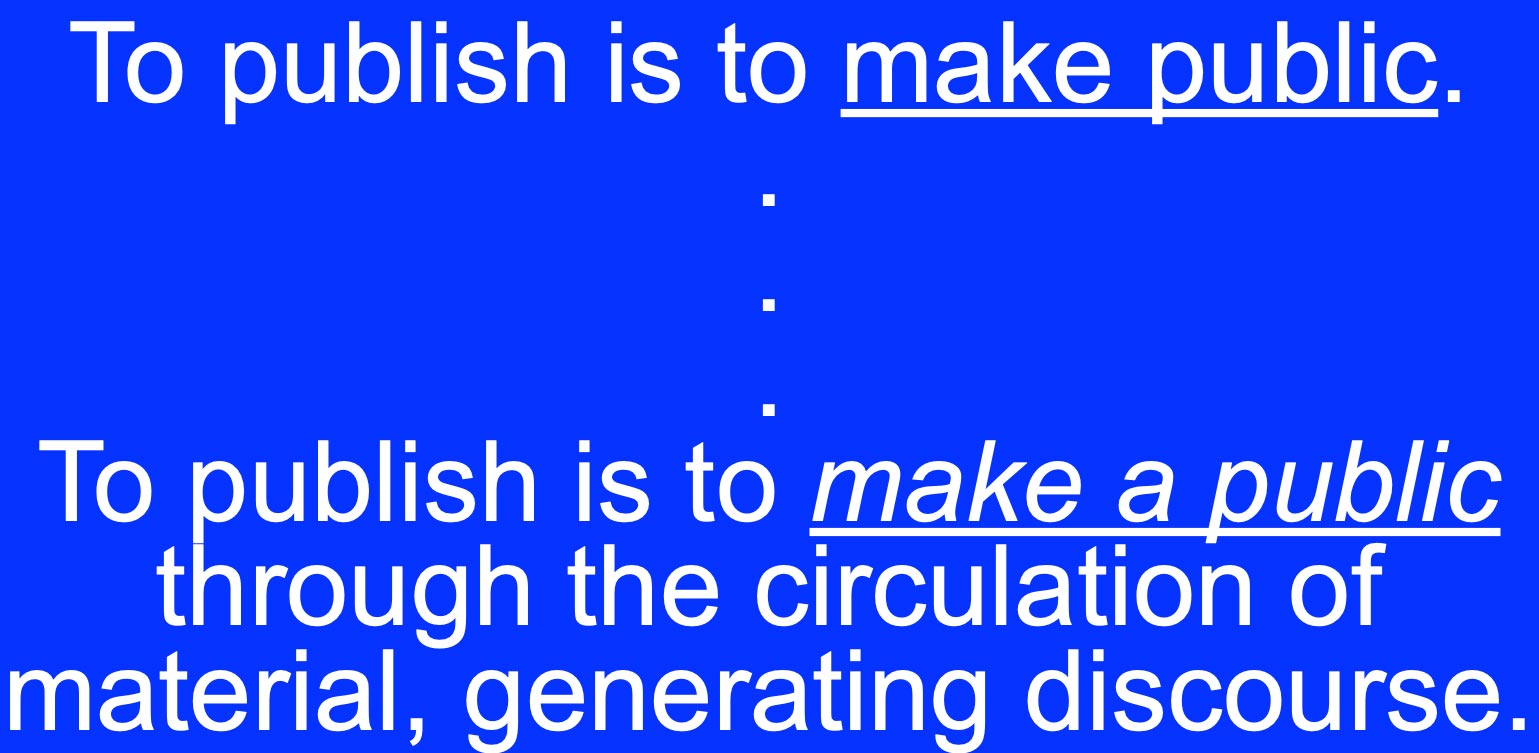 To publish is to make public.
.
.
.
To publish is to make a public
through the circulation of
material, generating discourse.